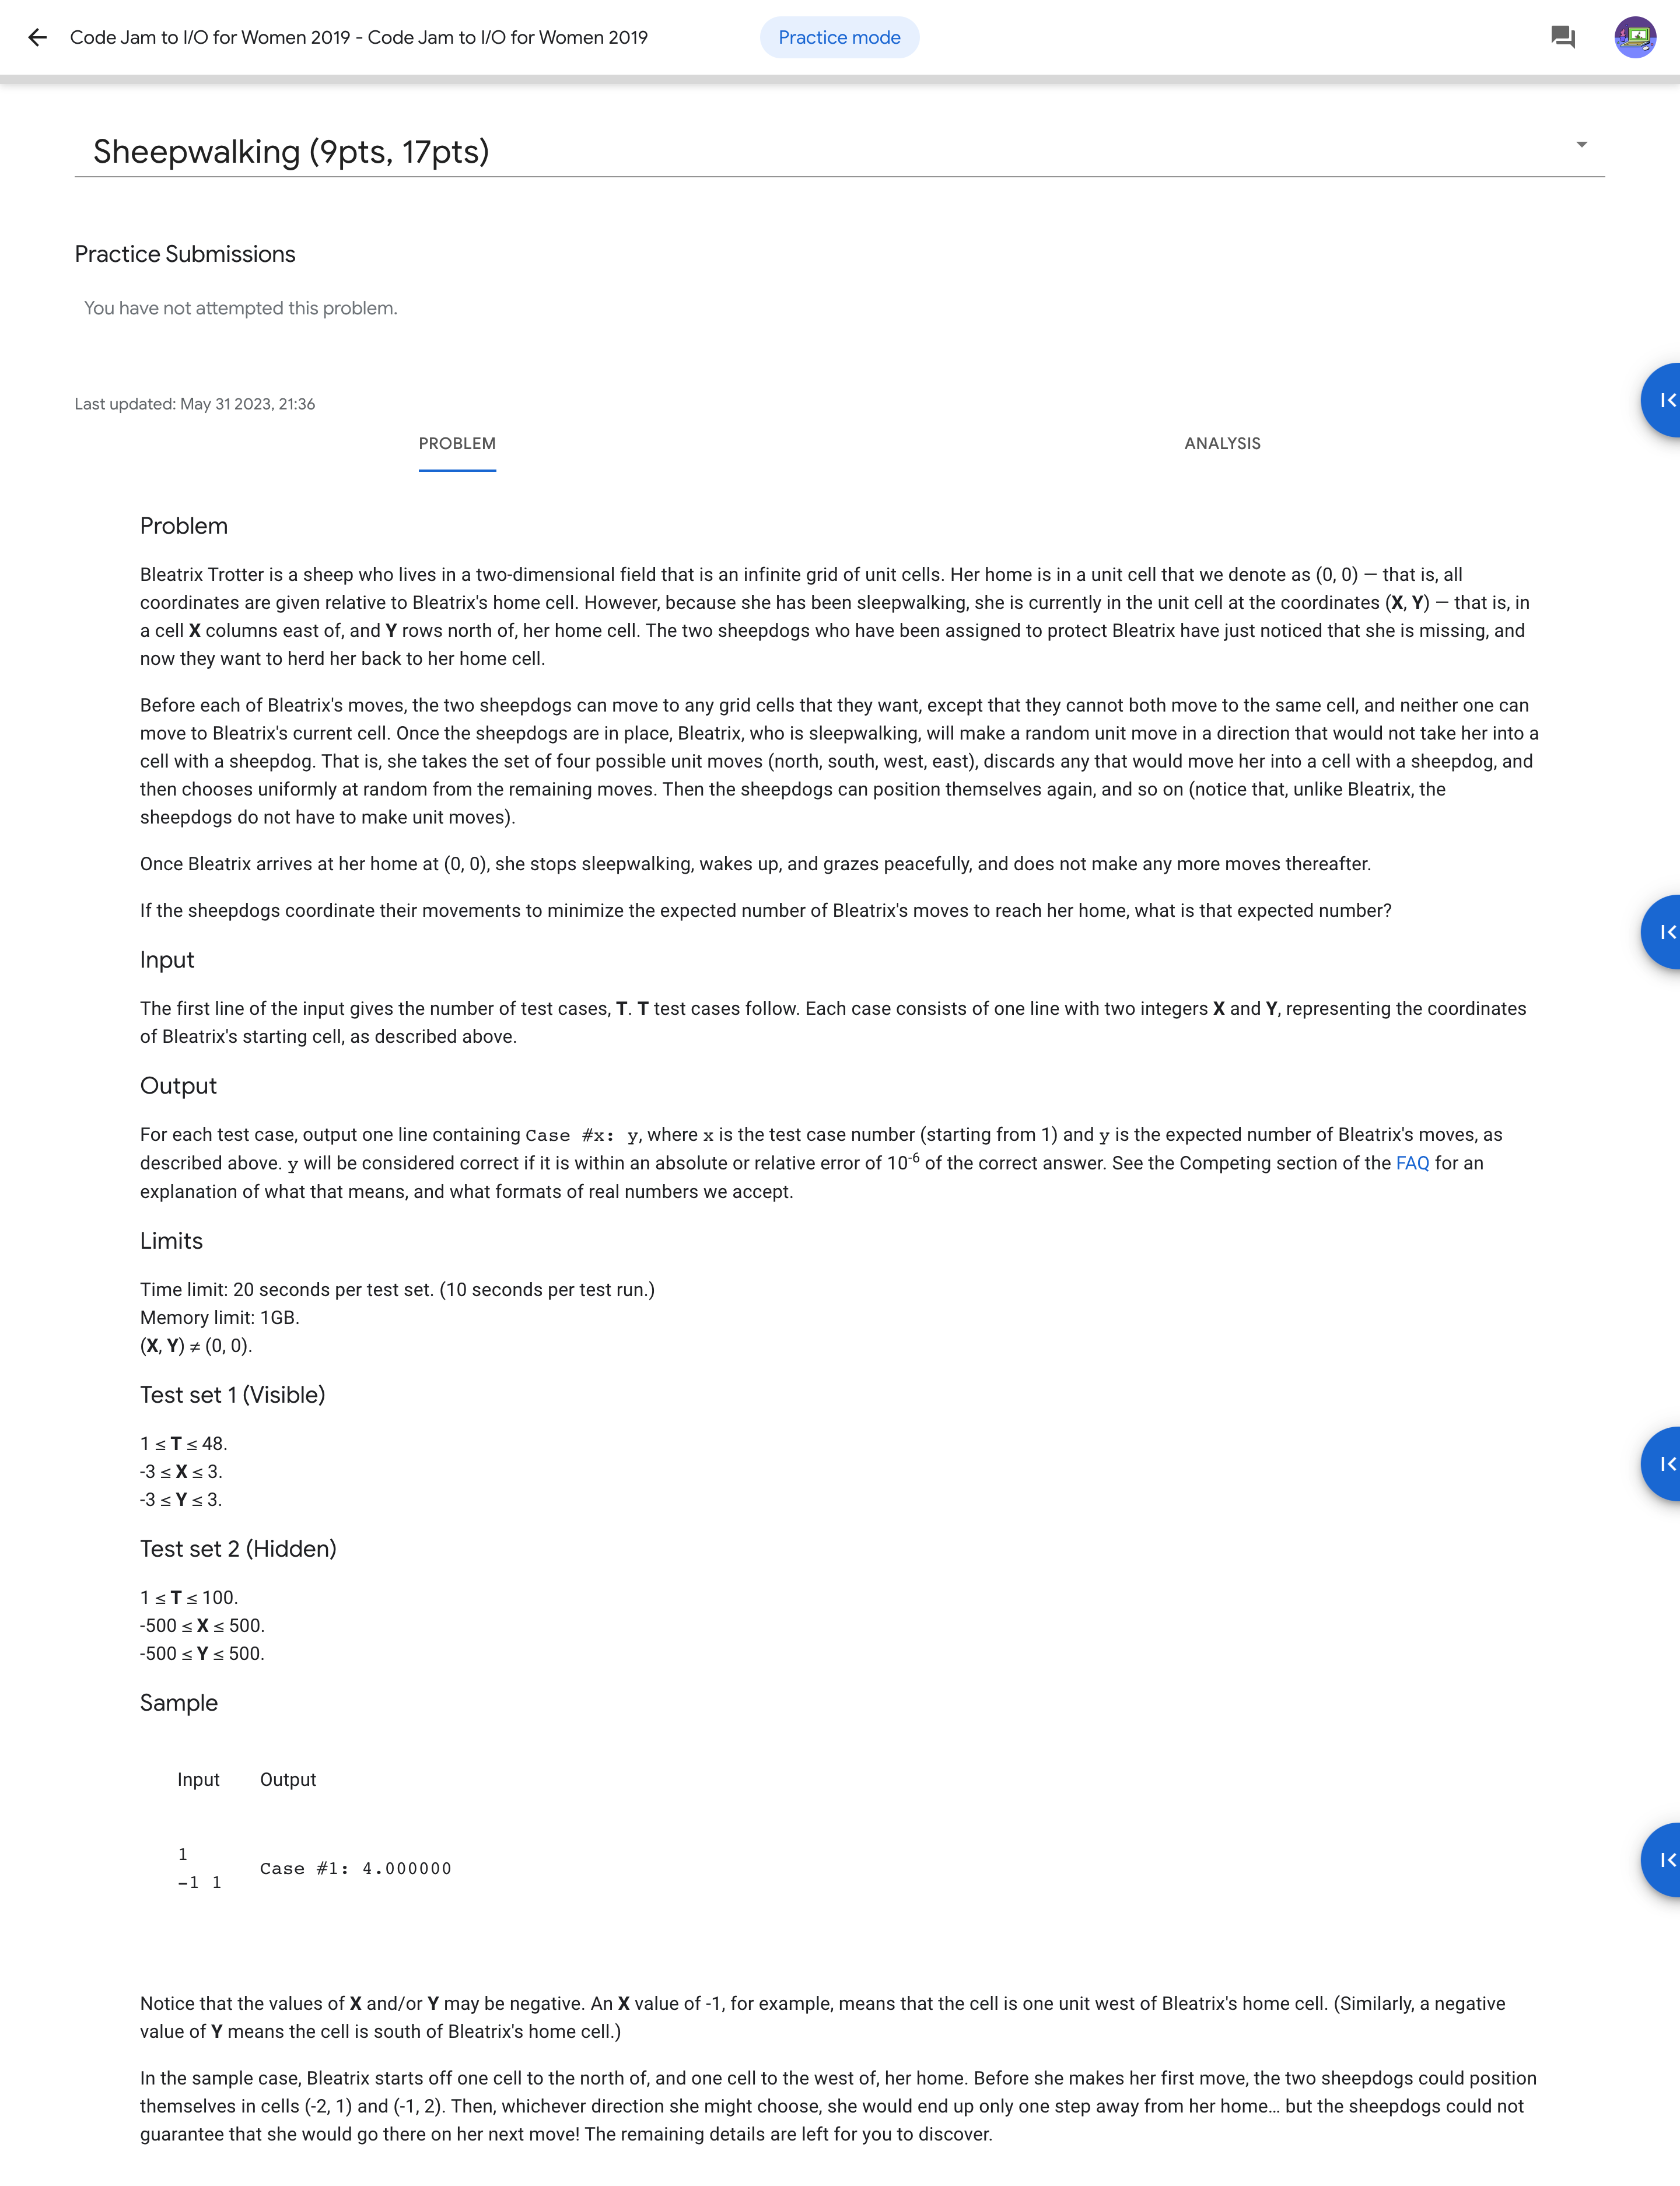 Code Jam to I/O for Women 2019 - Code Jam to I/O for Women 2019
Practice mode
Sheepwalking (9pts, 17pts)
Practice Submissions
You have not attempted this problem.
Last updated: May 31 2023, 21:36
PROBLEM
ANALYSIS
Problem
Bleatrix Trotter is a sheep who lives in a two-dimensional field that is an infinite grid of unit cells. Her home is in a unit cell that we denote as (0, 0) — that is, all
coordinates are given relative to Bleatrix's home cell. However, because she has been sleepwalking, she is currently in the unit cell at the coordinates (X, Y) — that is, in
a cell X columns east of, and Y rows north of, her home cell. The two sheepdogs who have been assigned to protect Bleatrix have just noticed that she is missing, and
now they want to herd her back to her home cell.
Before each of Bleatrix's moves, the two sheepdogs can move to any grid cells that they want, except that they cannot both move to the same cell, and neither one can
move to Bleatrix's current cell. Once the sheepdogs are in place, Bleatrix, who is sleepwalking, will make a random unit move in a direction that would not take her into a
cell with a sheepdog. That is, she takes the set of four possible unit moves (north, south, west, east), discards any that would move her into a cell with a sheepdog, and
then chooses uniformly at random from the remaining moves. Then the sheepdogs can position themselves again, and so on (notice that, unlike Bleatrix, the
sheepdogs do not have to make unit moves).
Once Bleatrix arrives at her home at (0, 0), she stops sleepwalking, wakes up, and grazes peacefully, and does not make any more moves thereafter.
If the sheepdogs coordinate their movements to minimize the expected number of Bleatrix's moves to reach her home, what is that expected number?
Input
The first line of the input gives the number of test cases, T. T test cases follow. Each case consists of one line with two integers X and Y, representing the coordinates
of Bleatrix's starting cell, as described above.
Output
For each test case, output one line containing Case #x: y, where x is the test case number (starting from 1) and y is the expected number of Bleatrix's moves, as
described above. y will be considered correct if it is within an absolute or relative error of 10-6 of the correct answer. See the Competing section of the FAQ for an
explanation of what that means, and what formats of real numbers we accept.
Limits
Time limit: 20 seconds per test set. (10 seconds per test run.)
Memory limit: 1GB.
(X, Y) ≠ (0, 0).
Test set 1 (Visible)
1 ≤ T ≤ 48.
-3 ≤ X ≤ 3.
-3 ≤ Y ≤ 3.
Test set 2 (Hidden)
1 ≤ T ≤ 100.
-500 ≤ X ≤ 500.
-500 ≤ Y ≤ 500.
Sample
Input
Output
1
-1 1
Case #1: 4.000000
Notice that the values of X and/or Y may be negative. An X value of -1, for example, means that the cell is one unit west of Bleatrix's home cell. (Similarly, a negative
value of Y means the cell is south of Bleatrix's home cell.)
In the sample case, Bleatrix starts off one cell to the north of, and one cell to the west of, her home. Before she makes her first move, the two sheepdogs could position
themselves in cells (-2, 1) and (-1, 2). Then, whichever direction she might choose, she would end up only one step away from her home... but the sheepdogs could not
guarantee that she would go there on her next move! The remaining details are left for you to discover.